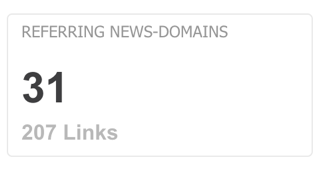 REFERRING NEWS-DOMAINS
31
207 Links